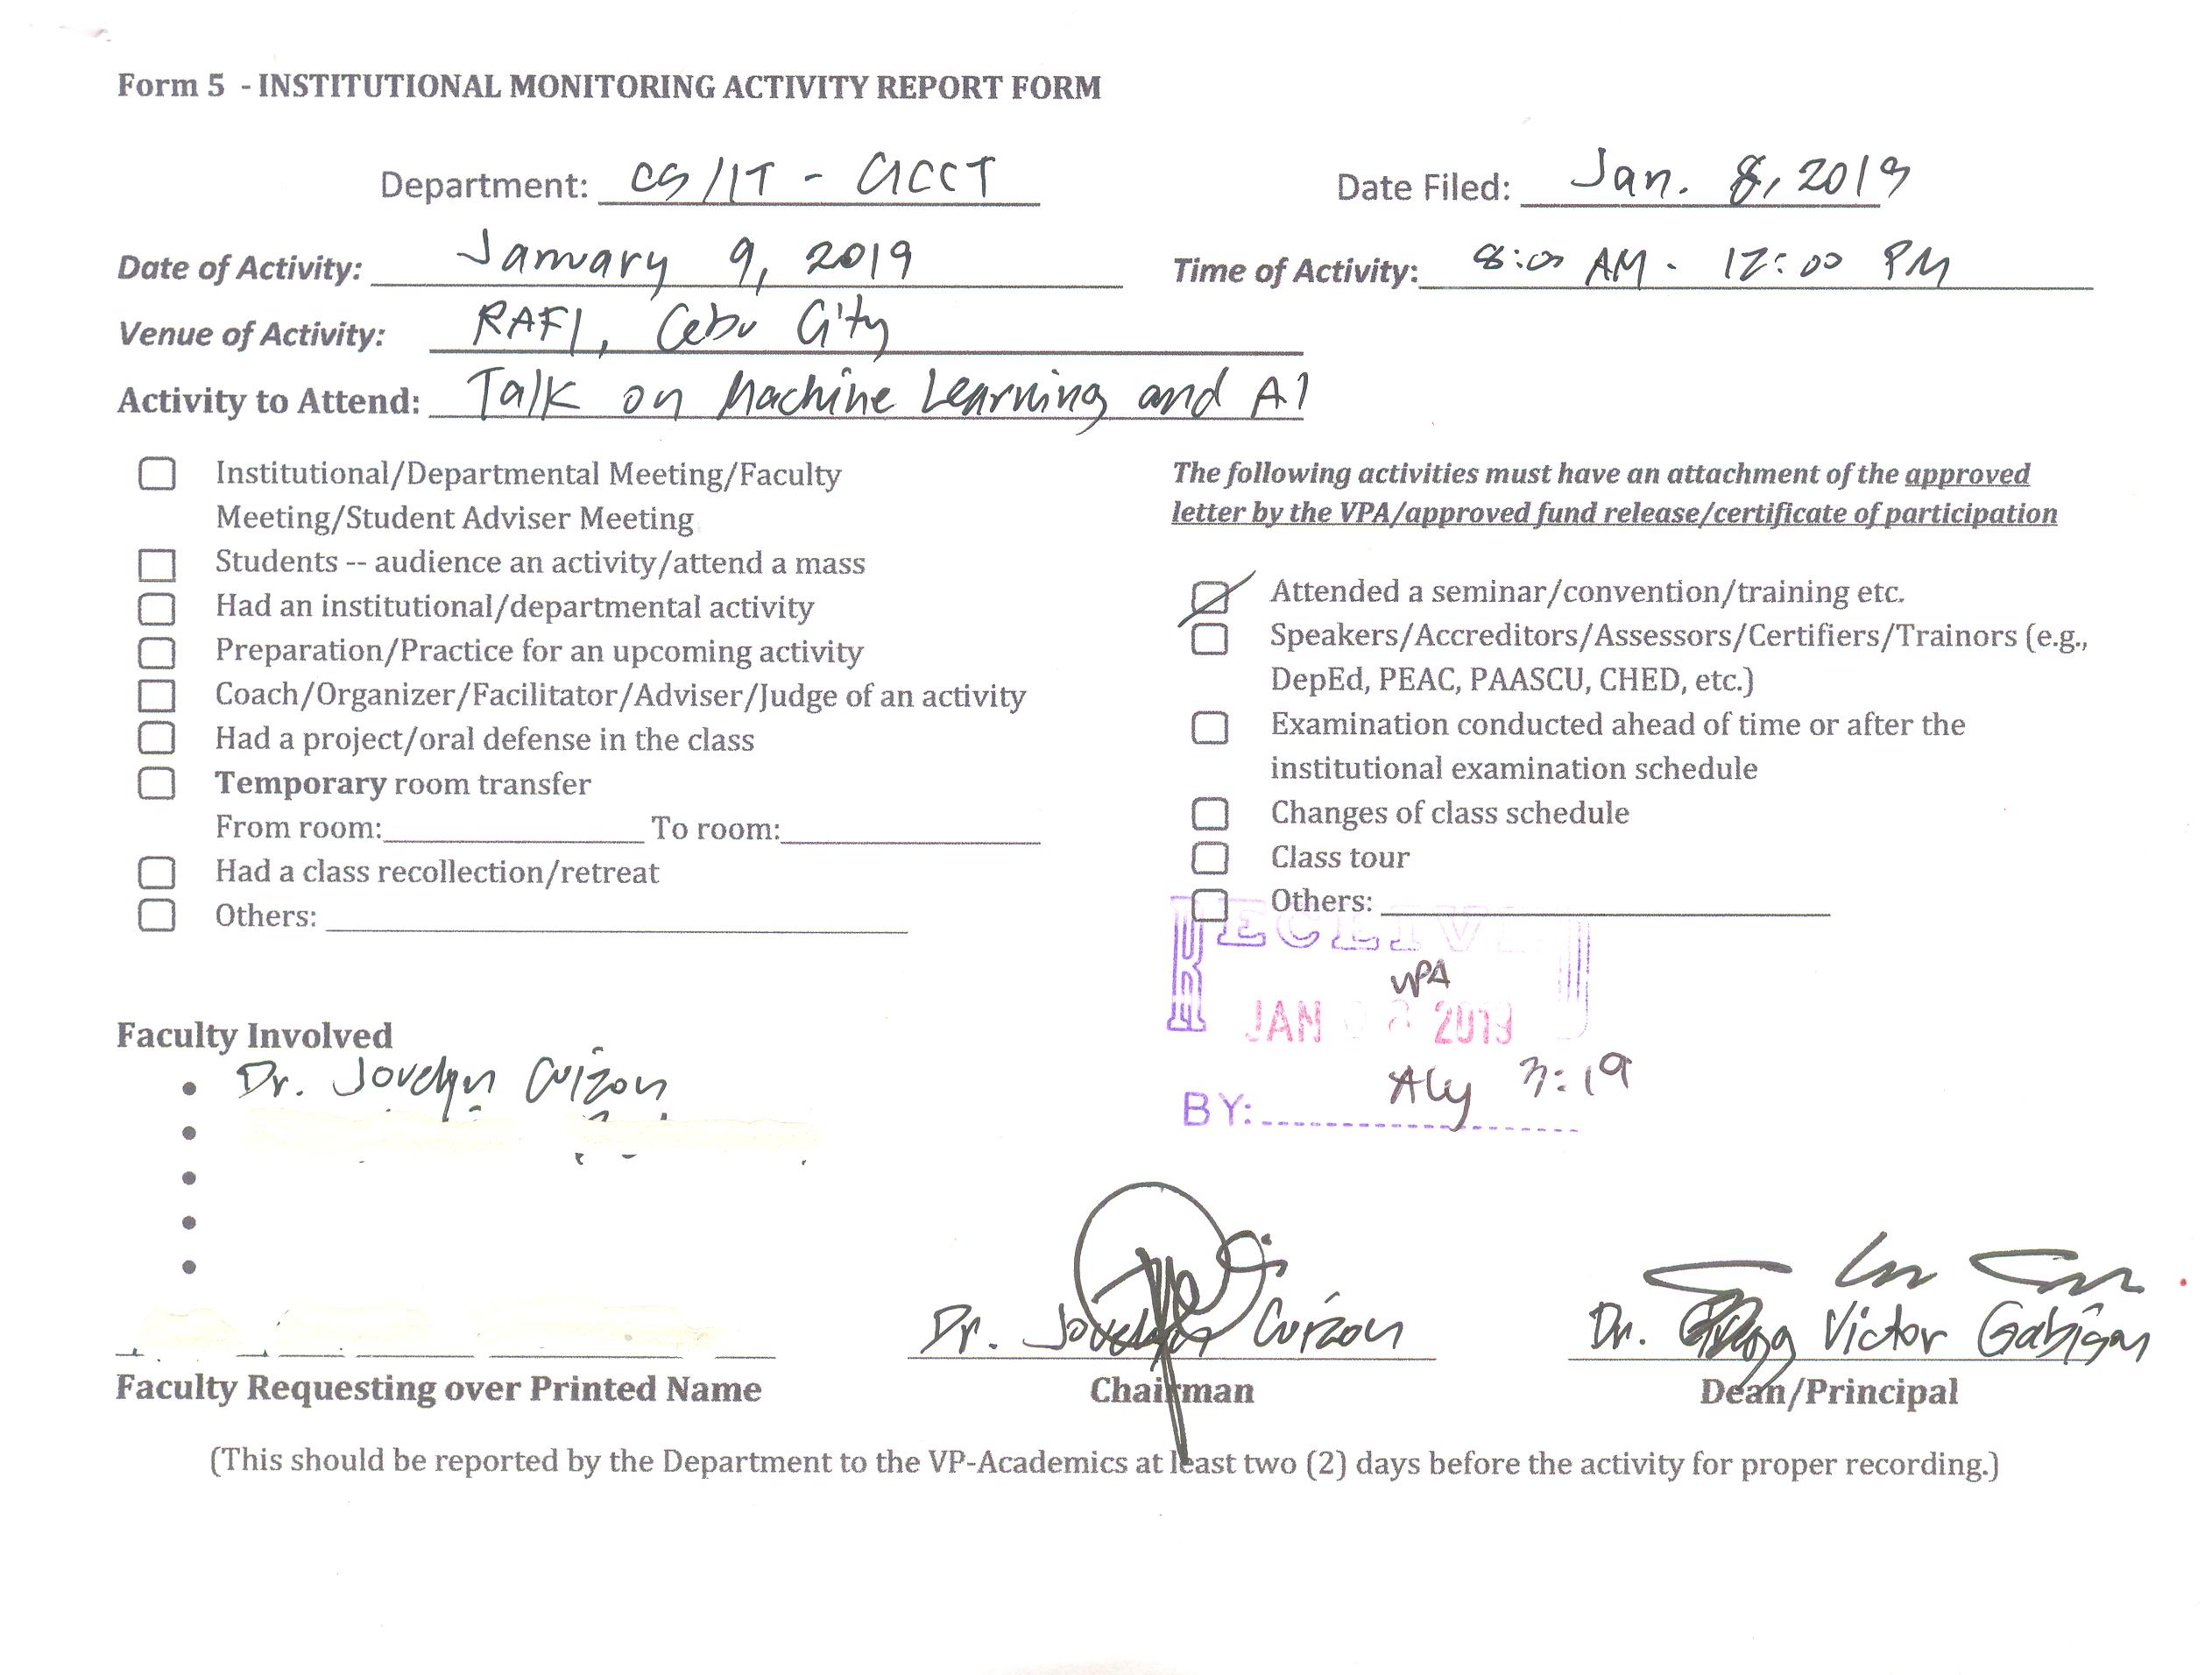 Form 5 - INSTITUTIONAL MONITORING ACTIVITY REPORT FORM
Department: CS/IT - CICCT
Date Filed: Jan. 8, 2019
Date of Activity: January 9, 2019
Time of Activity: 8:00 AM - 12:00 PM
Venue of Activity: RAFI, Cebu City
Activity to Attend: Talk on Machine Learning and AI
Institutional/Departmental Meeting/Faculty
Meeting/Student Adviser Meeting
Students -- audience an activity/attend a mass
Had an institutional/departmental activity
Preparation/Practice for an upcoming activity
Coach/Organizer/Facilitator/Adviser/Judge of an activity
Had a project/oral defense in the class
Temporary room transfer
From room: To room:
Had a class recollection/retreat
Others:
The following activities must have an attachment of the approved
letter by the VPA/approved fund release/certificate of participation
Attended a seminar/convention/training etc.
Speakers/Accreditors/Assessors/Certifiers/Trainors (e.g.,
DepEd, PEAC, PAASCU, CHED, etc.)
Examination conducted ahead of time or after the
institutional examination schedule
Changes of class schedule
Class tour
Others:
RECEIVE
VPA
JAN 2019
Aly 3:19
BY:
Faculty Involved
Dr. Jovelyn Cuizon
Dr. Jovelyn Cuizon
Dr. Gregg Victor Gabison
Faculty Requesting over Printed Name
Chairman
Dean/Principal
(This should be reported by the Department to the VP-Academics at least two (2) days before the activity for proper recording.)